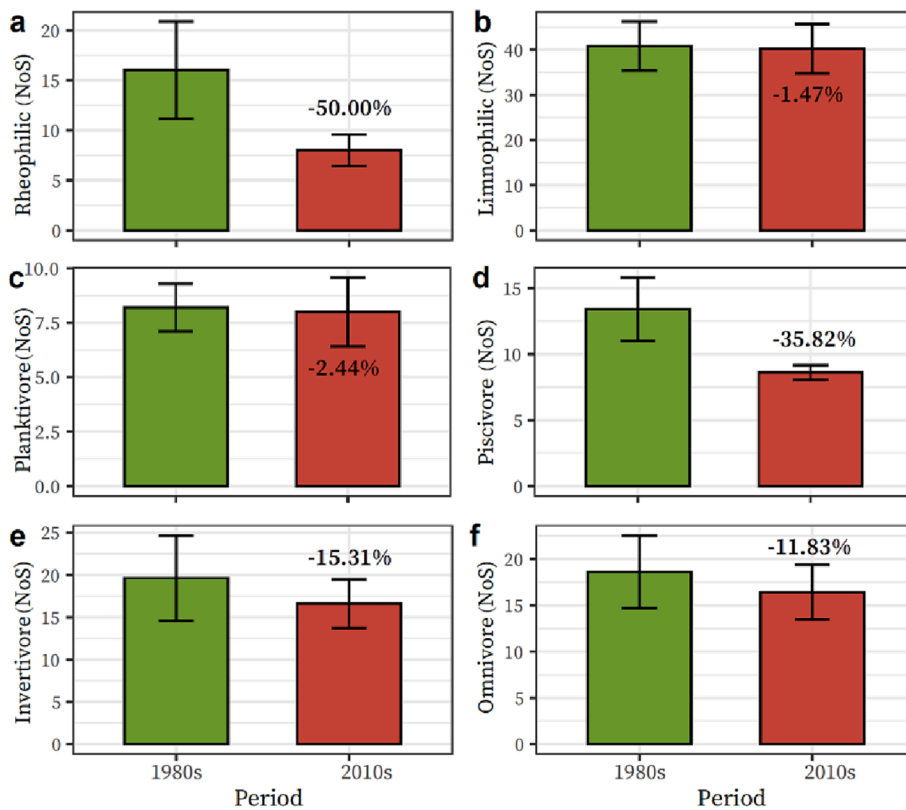 a
b
Rheophilic (NoS)
20
15
10
5
0
-50.00%
Limnophilic (NoS)
40
30
20
10
0
-1.47%
c
d
Planktivore (NoS)
10.0
7.5
5.0
2.5
0.0
-2.44%
Piscivore (NoS)
15
10
5
0
-35.82%
e
f
Invertivore (NoS)
25
20
15
10
5
0
-15.31%
Omnivore (NoS)
20
15
10
5
0
-11.83%
1980s 2010s
Period
1980s 2010s
Period